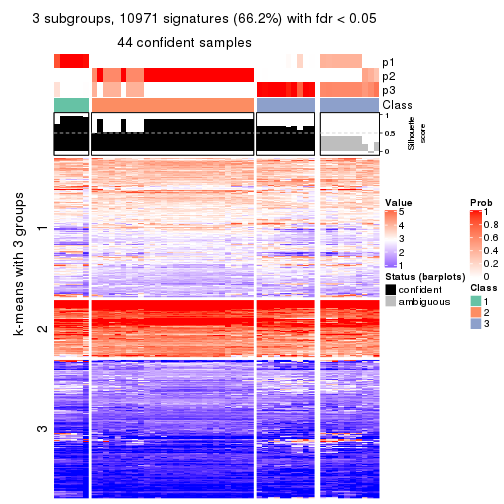 3 subgroups, 10971 signatures (66.2%) with fdr < 0.05
44 confident samples
p1
p2
p3
Class
1
0.5
0
Silhouette
score
k-means with 3 groups
1
2
3
Value
5
4
3
2
1
Status (barplots)
confident
ambiguous
Prob
1
0.8
0.6
0.4
0.2
0
Class
1
2
3